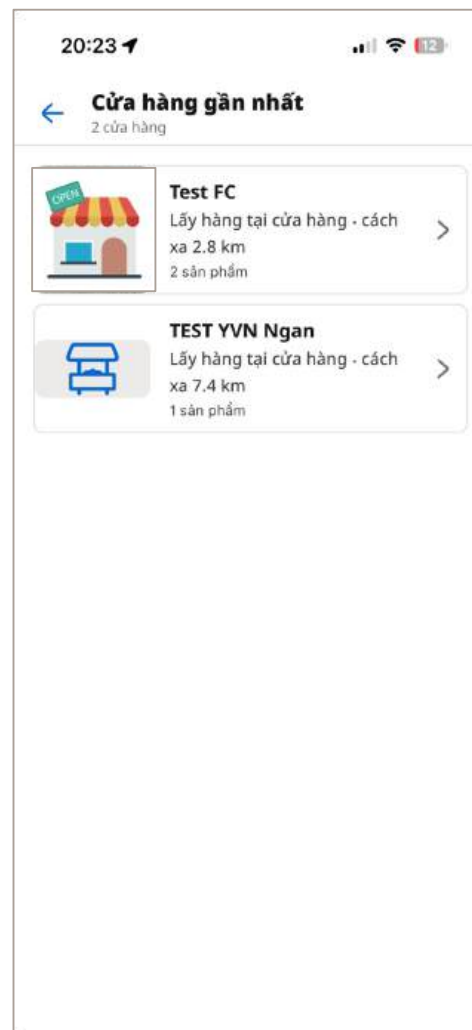 20:23
12
Cửa hàng gần nhất
2 cửa hàng
OPEN
Test FC
Lấy hàng tại cửa hàng - cách
xa 2.8 km
2 sản phẩm
TEST YVN Ngan
Lấy hàng tại cửa hàng - cách
xa 7.4 km
1 sản phẩm